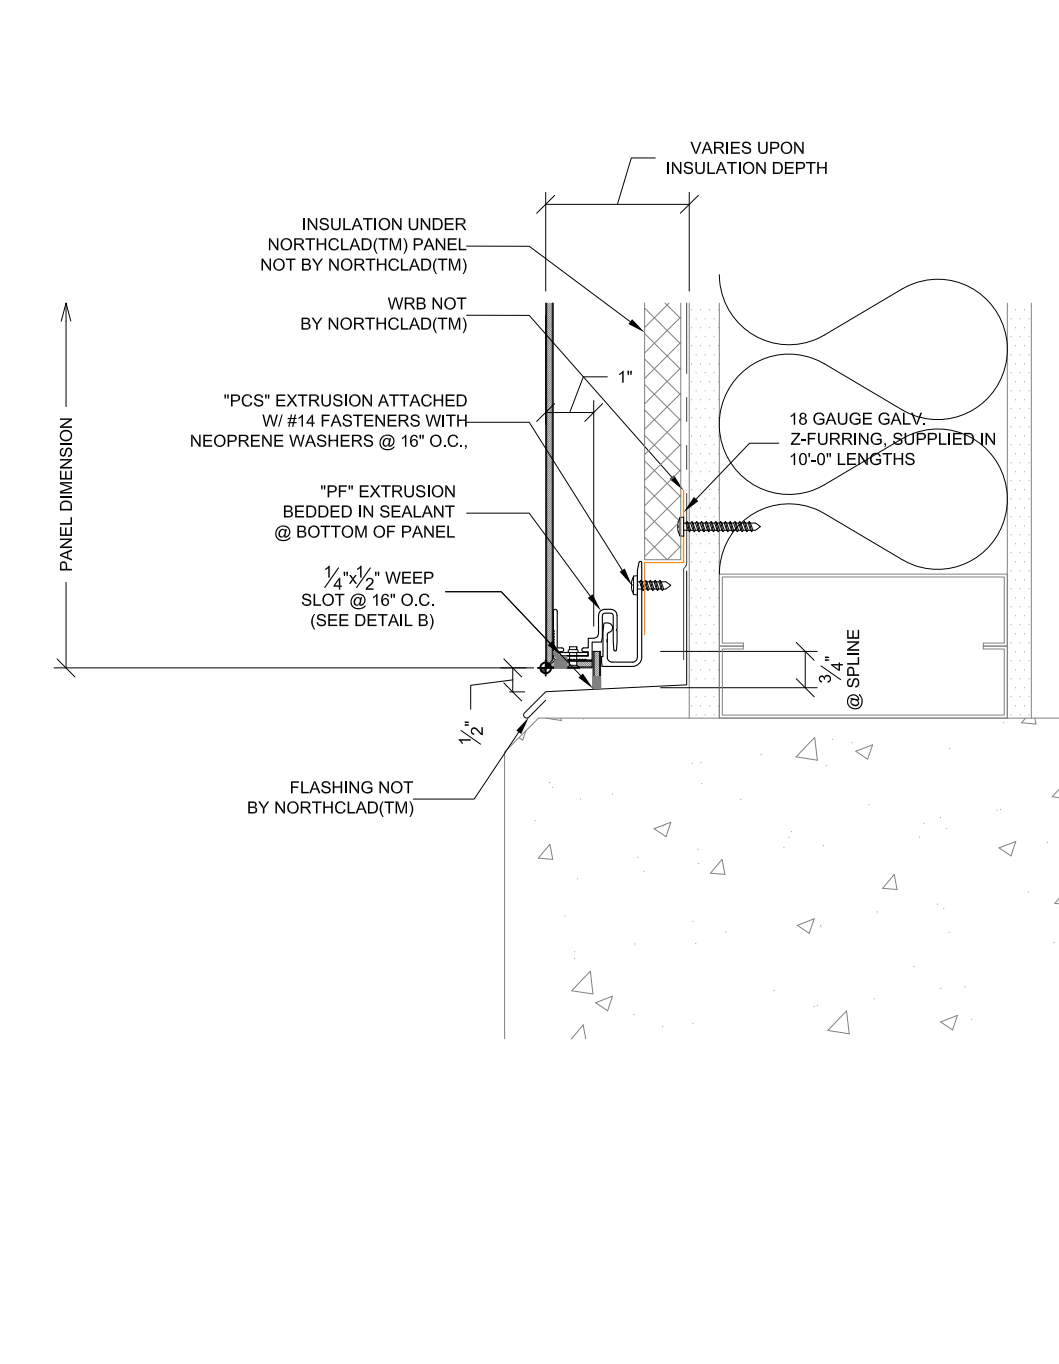 VARIES UPON
INSULATION DEPTH
INSULATION UNDER
NORTHCLAD(TM) PANEL
NOT BY NORTHCLAD(TM)
WRB NOT
BY NORTHCLAD(TM)
1"
"PCS" EXTRUSION ATTACHED
W/ #14 FASTENERS WITH
NEOPRENE WASHERS @ 16" O.C.,
18 GAUGE GALV.
Z-FURRING, SUPPLIED IN
10'-0" LENGTHS
PANEL DIMENSION
"PF" EXTRUSION
BEDDED IN SEALANT
@ BOTTOM OF PANEL
1/4"x1/2" WEEP
SLOT @ 16" O.C.
(SEE DETAIL B)
3/4"
@ SPLINE
1/2"
FLASHING NOT
BY NORTHCLAD(TM)